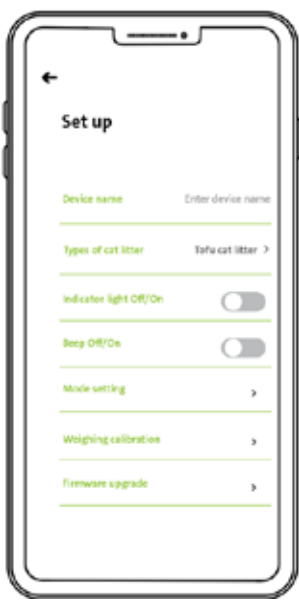 Set up
Device name Enter device name
Types of cat litter Tofu cat litter >
Indicator light Off/On
Beep Off/On
Mode setting >
Weighing calibration >
Firmware upgrade >